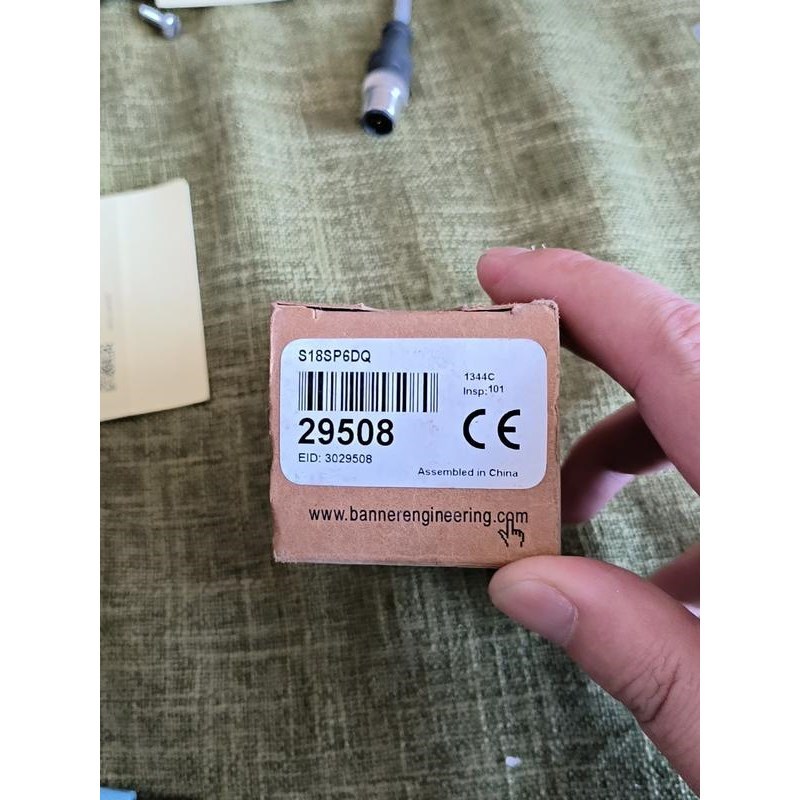 S18SP6DQ
1344C
Insp:101
29508
CE
EID: 3029508
Assembled in China
www.bannerengineering.com